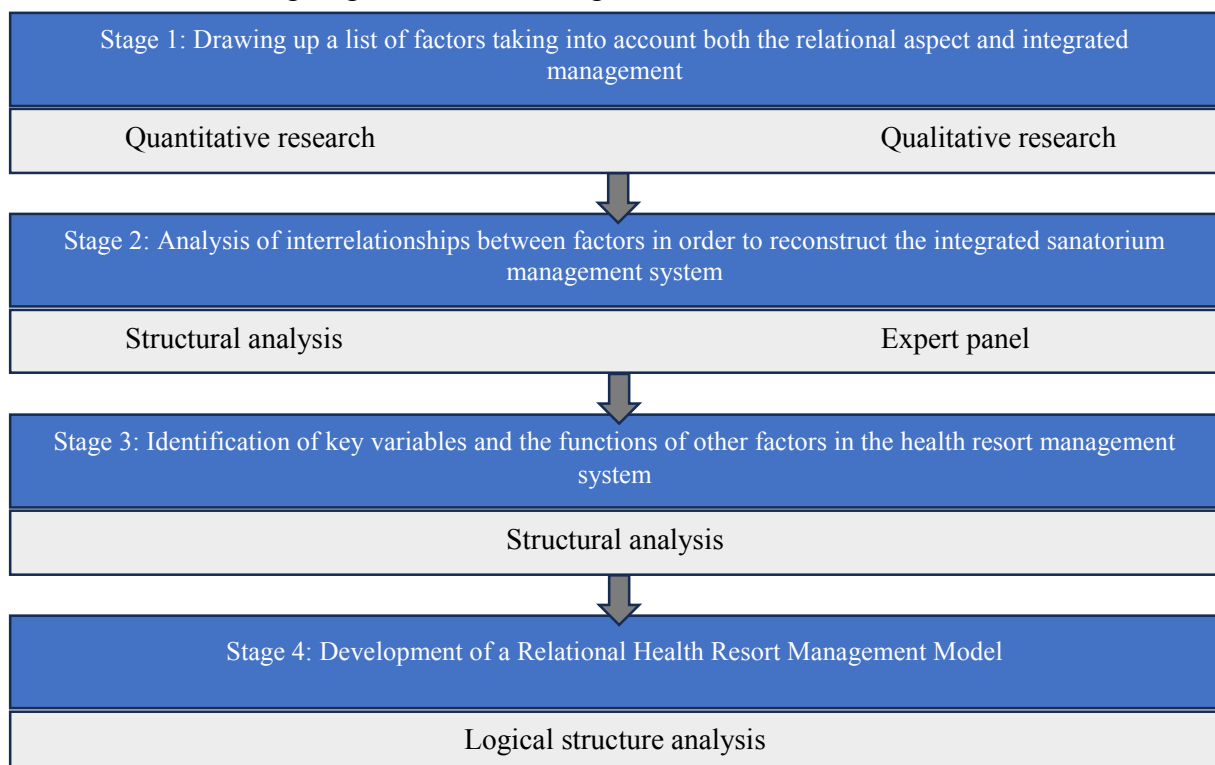 Stage 1: Drawing up a list of factors taking into account both the relational aspect and integrated
management
Quantitative research Qualitative research
Stage 2: Analysis of interrelationships between factors in order to reconstruct the integrated sanatorium
management system
Structural analysis Expert panel
Stage 3: Identification of key variables and the functions of other factors in the health resort management
system
Structural analysis
Stage 4: Development of a Relational Health Resort Management Model
Logical structure analysis